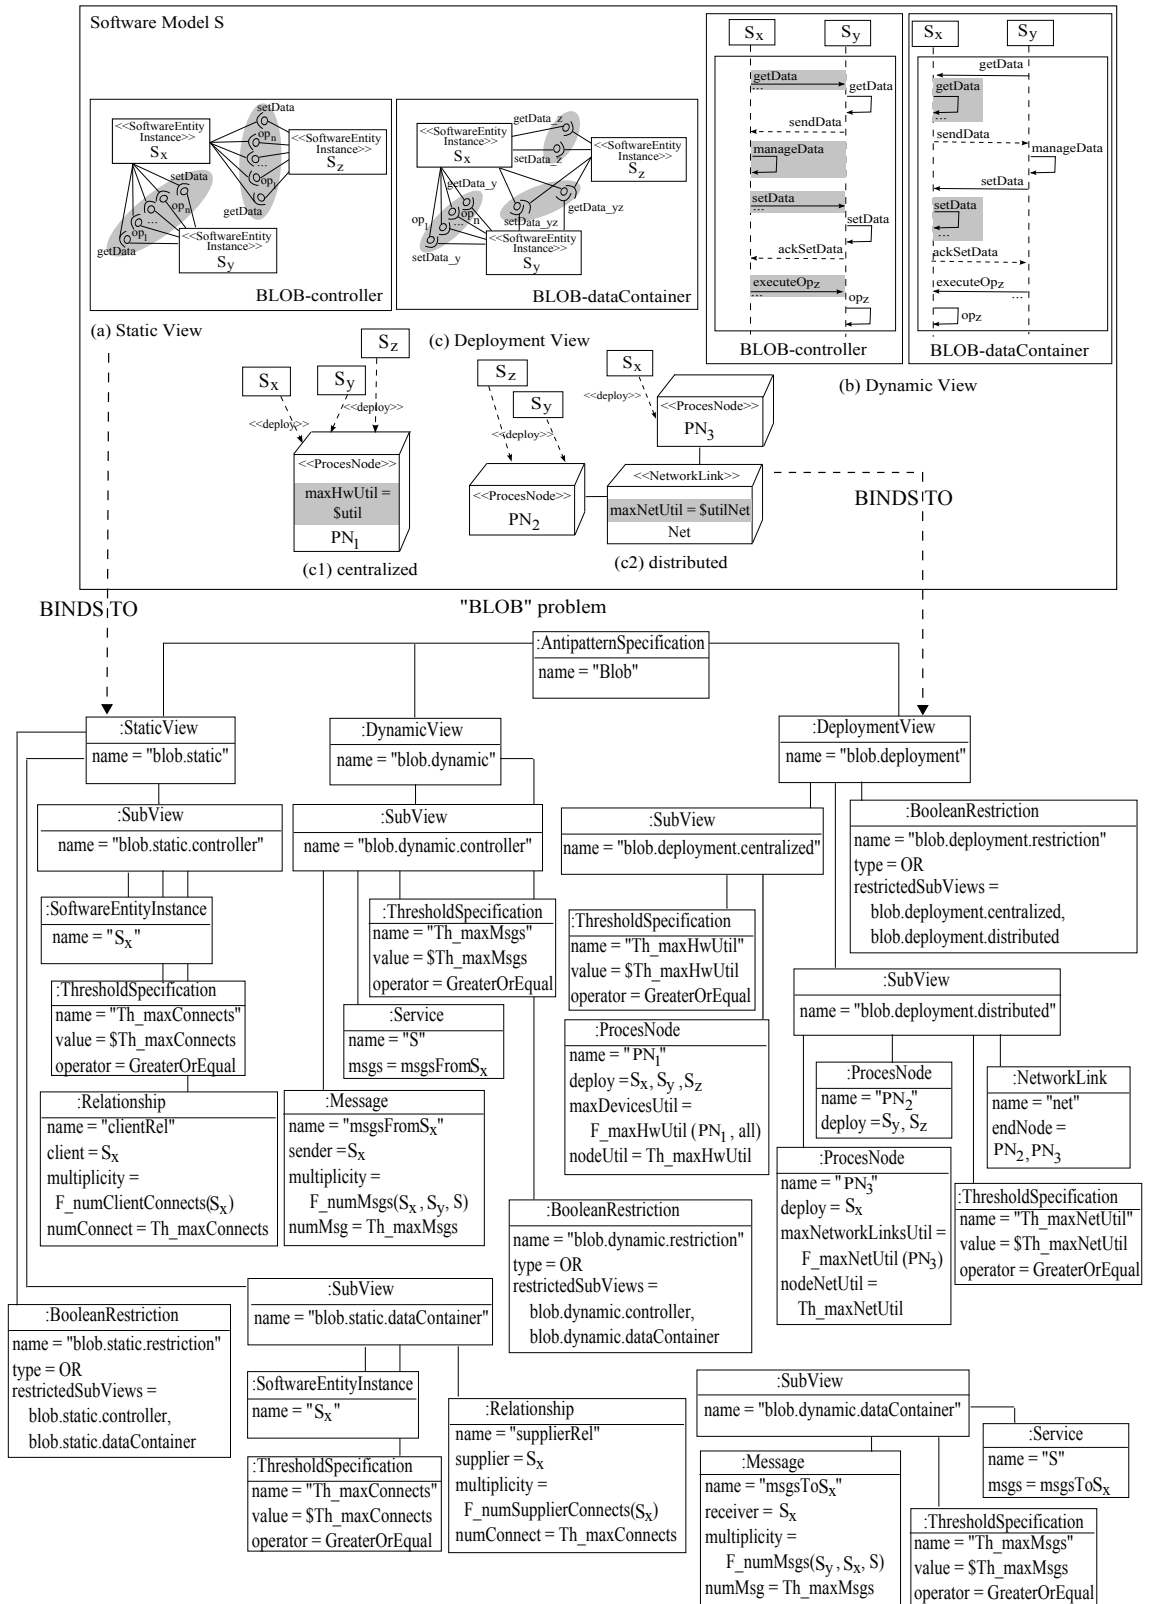 Software Model S
<<SoftwareEntity
Instance>>
Sx
setData
opn
...
op1
getData
<<SoftwareEntity
Instance>>
Sz
setData
opn
...
op1
getData
<<SoftwareEntity
Instance>>
Sy
BLOB-controller
(a) Static View
<<SoftwareEntity
Instance>>
Sx
getData_z
setData_z
<<SoftwareEntity
Instance>>
Sz
getData_y
op1
opn
...
setData_y
setData_yz
getData_yz
<<SoftwareEntity
Instance>>
Sy
BLOB-dataContainer
Sx
Sy
getData
...
getData
sendData
manageData
setData
...
setData
ackSetData
executeOpz
...
opz
BLOB-controller
Sx
Sy
getData
getData
...
sendData
manageData
setData
setData
...
ackSetData
executeOpz
...
opz
BLOB-dataContainer
(b) Dynamic View
(c) Deployment View
Sz
Sx
Sy
<<deploy>>
<<deploy>>
<<ProcesNode>>
maxHwUtil =
$util
PN1
(c1) centralized
Sz
Sy
<<deploy>>
<<ProcesNode>>
PN2
Sx
<<deploy>>
<<ProcesNode>>
PN3
<<NetworkLink>>
maxNetUtil = $utilNet
Net
(c2) distributed
BINDS TO
BINDS TO
"BLOB" problem
:AntipatternSpecification
name = "Blob"
:StaticView
name = "blob.static"
:DynamicView
name = "blob.dynamic"
:DeploymentView
name = "blob.deployment"
:SubView
name = "blob.static.controller"
:SoftwareEntityInstance
name = "Sx"
:ThresholdSpecification
name = "Th_maxConnects"
value = $Th_maxConnects
operator = GreaterOrEqual
:Relationship
name = "clientRel"
client = Sx
multiplicity =
F_numClientConnects(Sx)
numConnect = Th_maxConnects
:SubView
name = "blob.dynamic.controller"
:ThresholdSpecification
name = "Th_maxMsgs"
value = $Th_maxMsgs
operator = GreaterOrEqual
:Service
name = "S"
msgs = msgsFromSx
:Message
name = "msgsFromSx"
sender = Sx
multiplicity =
F_numMsgs(Sx, Sy, S)
numMsg = Th_maxMsgs
:SubView
name = "blob.deployment.centralized"
:ThresholdSpecification
name = "Th_maxHwUtil"
value = $Th_maxHwUtil
operator = GreaterOrEqual
:ProcesNode
name = "PN1"
deploy = Sx, Sy, Sz
maxDevicesUtil =
F_maxHwUtil (PN1, all)
nodeUtil = Th_maxHwUtil
:BooleanRestriction
name = "blob.deployment.restriction"
type = OR
restrictedSubViews =
blob.deployment.centralized,
blob.deployment.distributed
:SubView
name = "blob.deployment.distributed"
:ProcesNode
name = "PN2"
deploy = Sy, Sz
:NetworkLink
name = "net"
endNode =
PN2, PN3
:ProcesNode
name = "PN3"
deploy = Sx
maxNetworkLinksUtil =
F_maxNetUtil (PN3)
nodeNetUtil =
Th_maxNetUtil
:ThresholdSpecification
name = "Th_maxNetUtil"
value = $Th_maxNetUtil
operator = GreaterOrEqual
:BooleanRestriction
name = "blob.dynamic.restriction"
type = OR
restrictedSubViews =
blob.dynamic.controller,
blob.dynamic.dataContainer
:BooleanRestriction
name = "blob.static.restriction"
type = OR
restrictedSubViews =
blob.static.controller,
blob.static.dataContainer
:SubView
name = "blob.static.dataContainer"
:SoftwareEntityInstance
name = "Sx"
:ThresholdSpecification
name = "Th_maxConnects"
value = $Th_maxConnects
operator = GreaterOrEqual
:Relationship
name = "supplierRel"
supplier = Sx
multiplicity =
F_numSupplierConnects(Sx)
numConnect = Th_maxConnects
:SubView
name = "blob.dynamic.dataContainer"
:Service
name = "S"
msgs = msgsToSx
:Message
name = "msgsToSx"
receiver = Sx
multiplicity =
F_numMsgs(Sy, Sx, S)
numMsg = Th_maxMsgs
:ThresholdSpecification
name = "Th_maxMsgs"
value = $Th_maxMsgs
operator = GreaterOrEqual